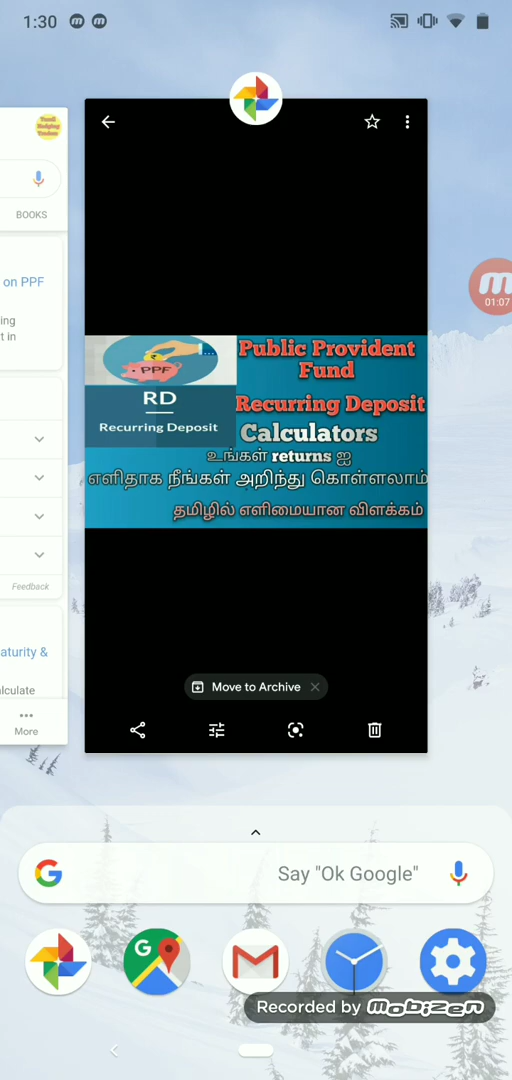 1:30
BOOKS
on PPF
ing
t in
Feedback
aturity &
lculate
More
01:07
PPF
RD
Recurring Deposit
Public Provident
Fund
Recurring Deposit
Calculators
உங்கள் returns ஐ
எளிதாக நீங்கள் அறிந்து கொள்ளலாம்
தமிழில் எளிமையான விளக்கம்
Move to Archive
Say "Ok Google"
Recorded by mobizen